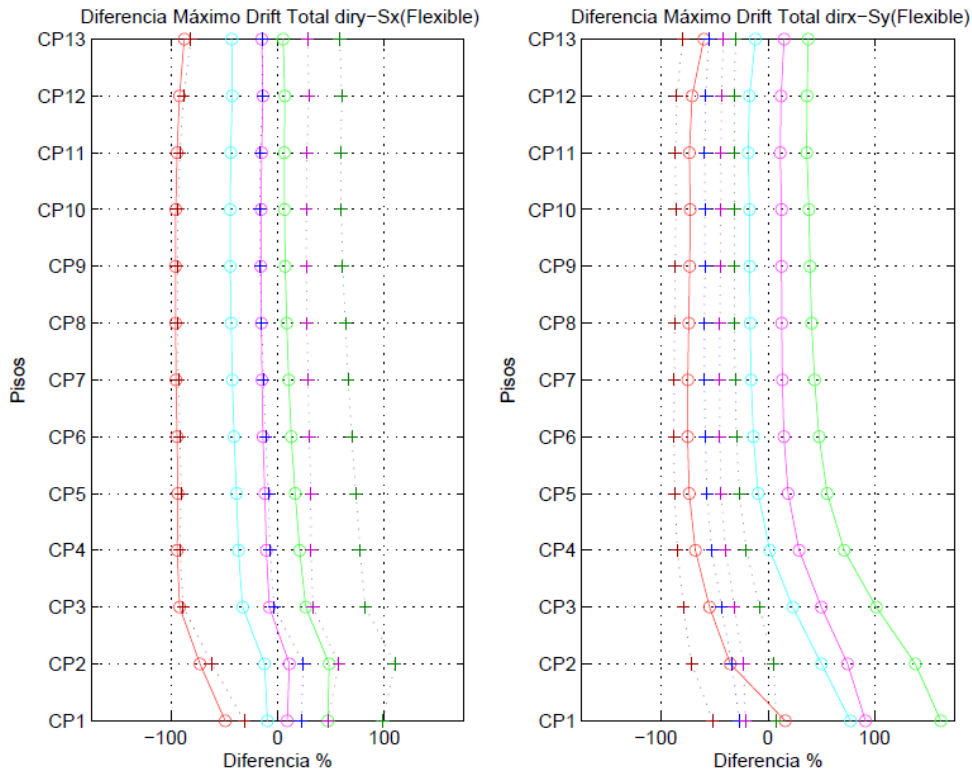 Diferencia Máximo Drift Total diry−Sx(Flexible)
CP13
CP12
CP11
CP10
CP9
CP8
CP7
CP6
CP5
CP4
CP3
CP2
CP1
Pisos
−100 0 100
Diferencia %
Diferencia Máximo Drift Total dirx−Sy(Flexible)
CP13
CP12
CP11
CP10
CP9
CP8
CP7
CP6
CP5
CP4
CP3
CP2
CP1
Pisos
−100 0 100
Diferencia %